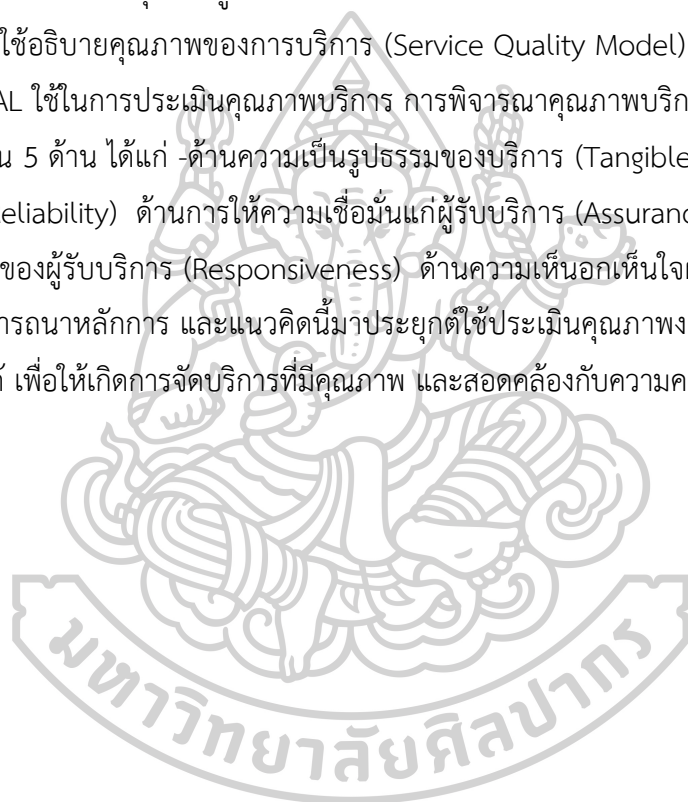 ใช้อธิบายคุณภาพของการบริการ (Service Quality Model)
AL ใช้ในการประเมินคุณภาพบริการ การพิจารณาคุณภาพบริก
น 5 ด้าน ได้แก่ -ด้านความเป็นรูปธรรมของบริการ (Tangible
Reliability) ด้านการให้ความเชื่อมั่นแก่ผู้รับบริการ (Assuranc
ของผู้รับบริการ (Responsiveness) ด้านความเห็นอกเห็นใจ
ารถนาหลักการ และแนวคิดนี้มาประยุกต์ใช้ประเมินคุณภาพง
เพื่อให้เกิดการจัดบริการที่มีคุณภาพ และสอดคล้องกับความค
มหาวิทยาลัยศิลปากร